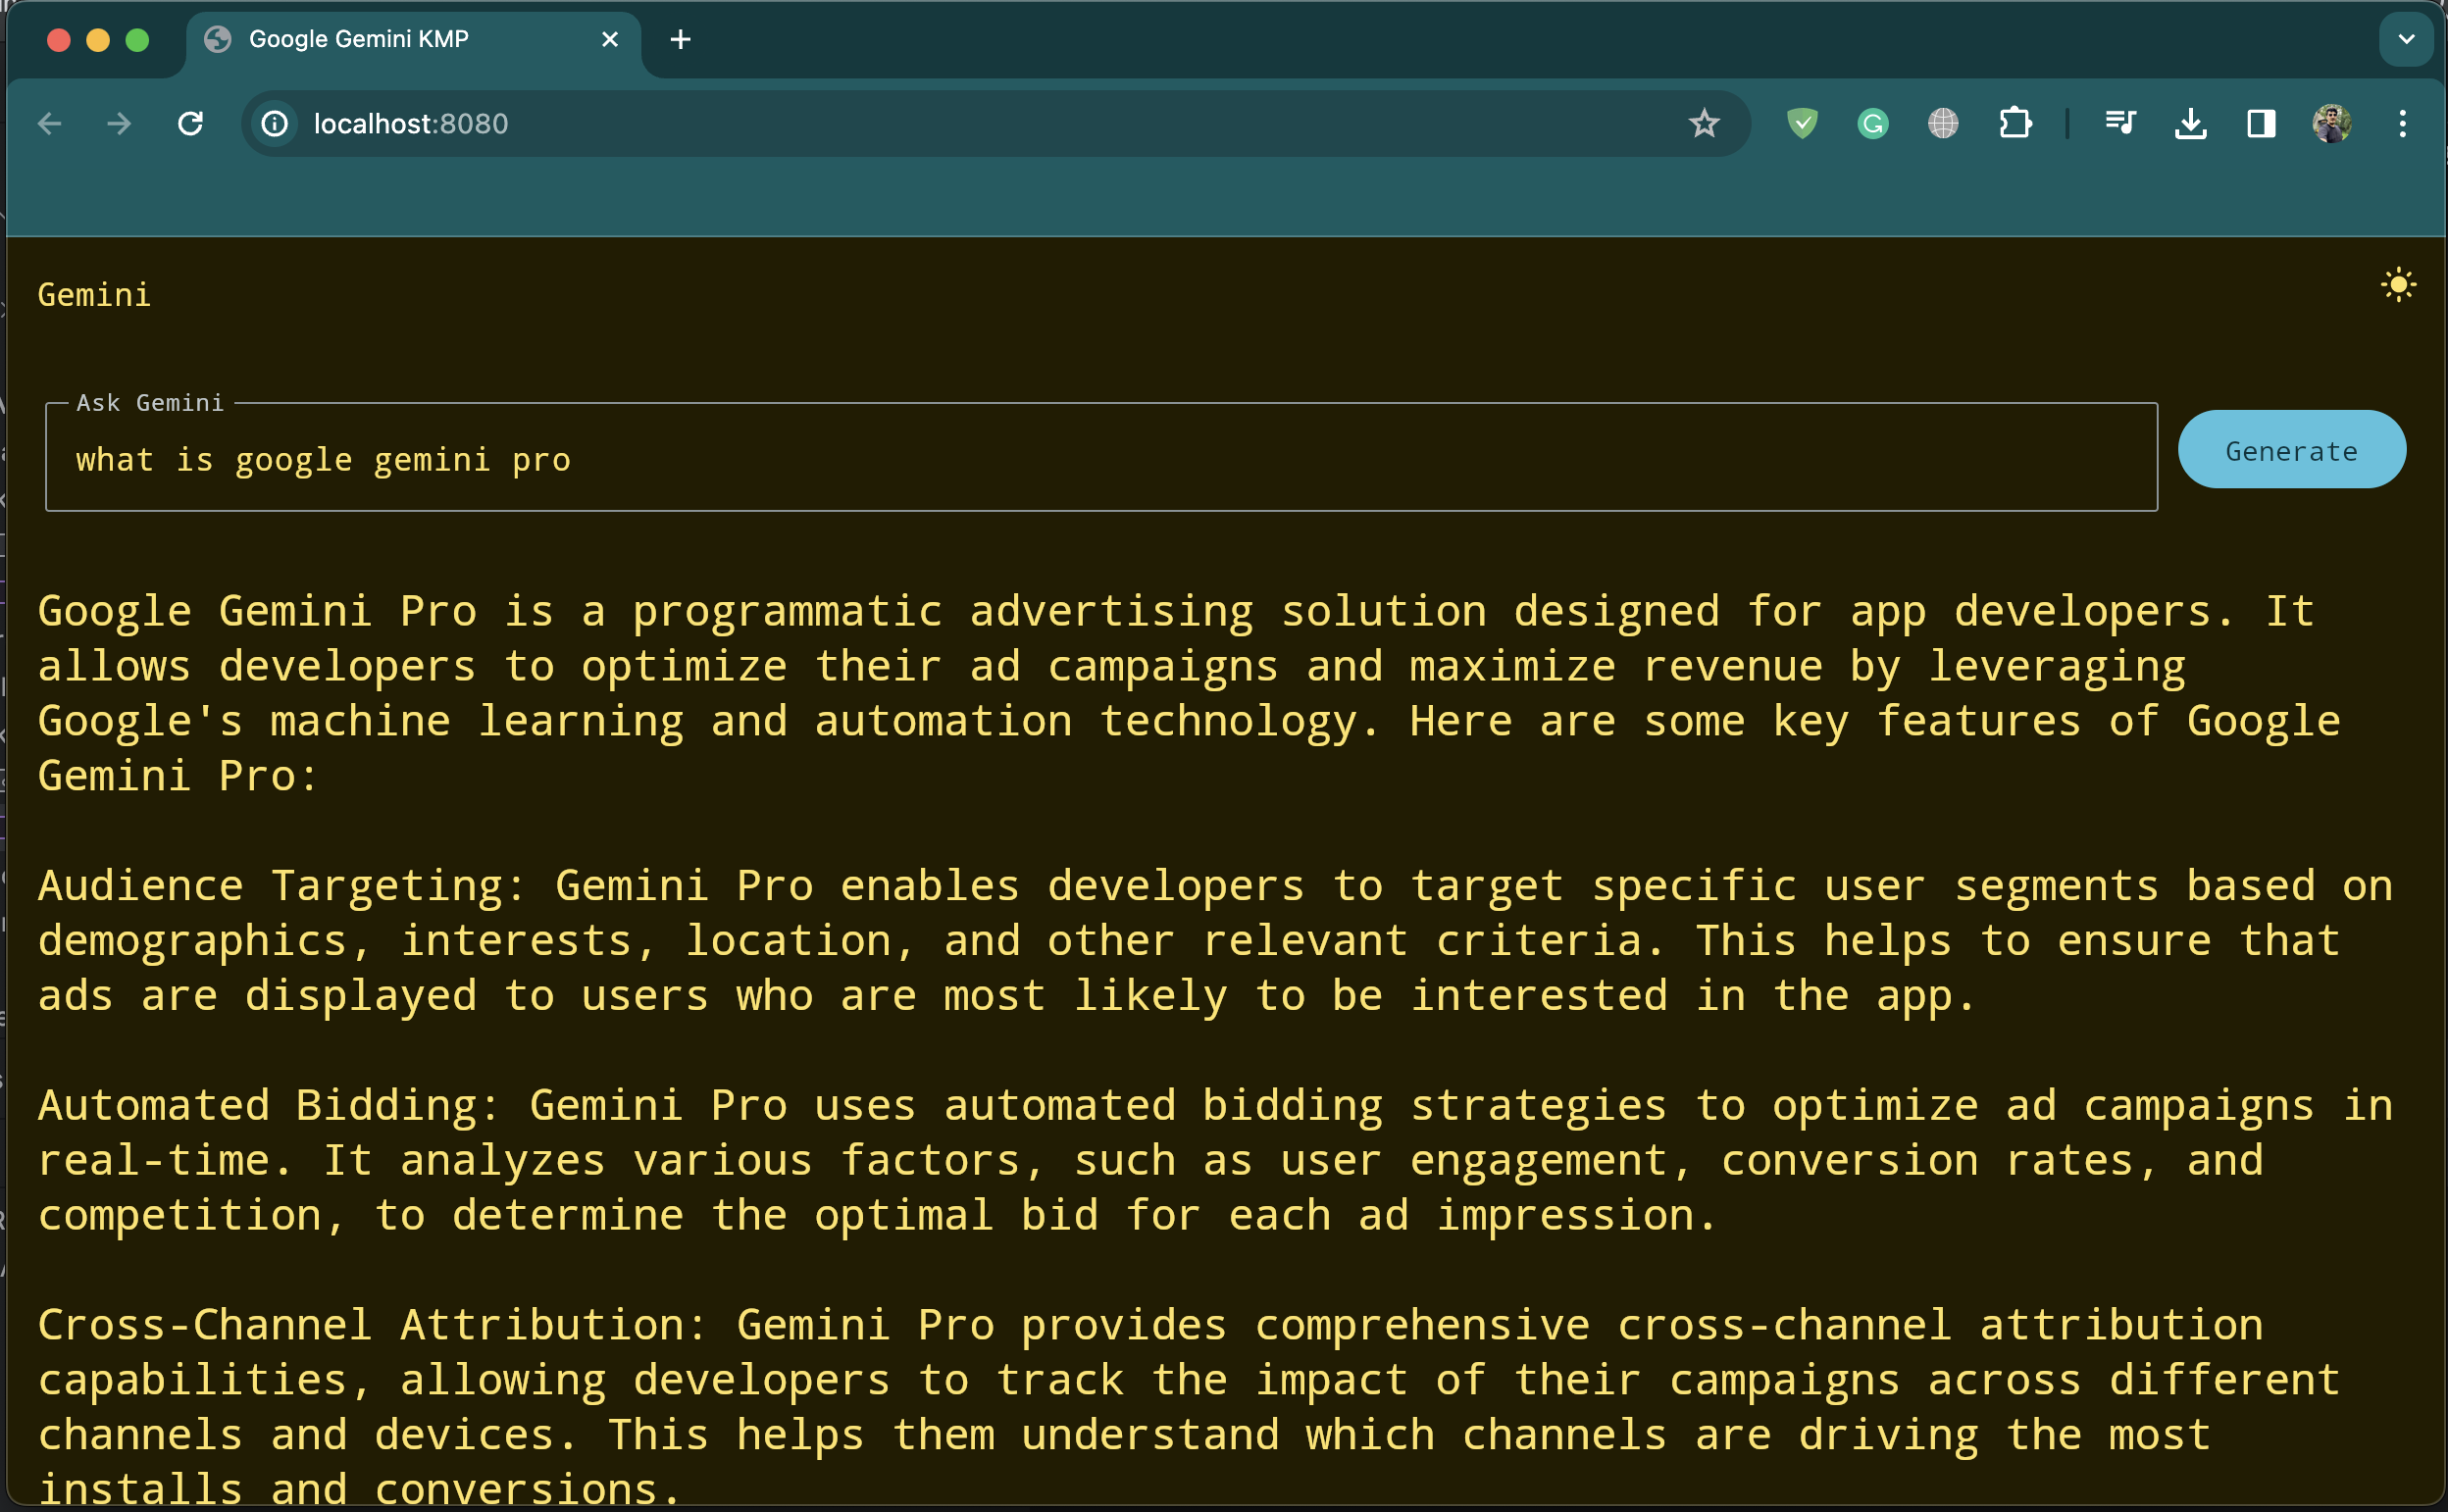 Google Gemini KMP
localhost:8080
Gemini
Ask Gemini
what is google gemini pro
Generate
Google Gemini Pro is a programmatic advertising solution designed for app developers. It
allows developers to optimize their ad campaigns and maximize revenue by leveraging
Google's machine learning and automation technology. Here are some key features of Google
Gemini Pro:
Audience Targeting: Gemini Pro enables developers to target specific user segments based on
demographics, interests, location, and other relevant criteria. This helps to ensure that
ads are displayed to users who are most likely to be interested in the app.
Automated Bidding: Gemini Pro uses automated bidding strategies to optimize ad campaigns in
real-time. It analyzes various factors, such as user engagement, conversion rates, and
competition, to determine the optimal bid for each ad impression.
Cross-Channel Attribution: Gemini Pro provides comprehensive cross-channel attribution
capabilities, allowing developers to track the impact of their campaigns across different
channels and devices. This helps them understand which channels are driving the most
installs and conversions.